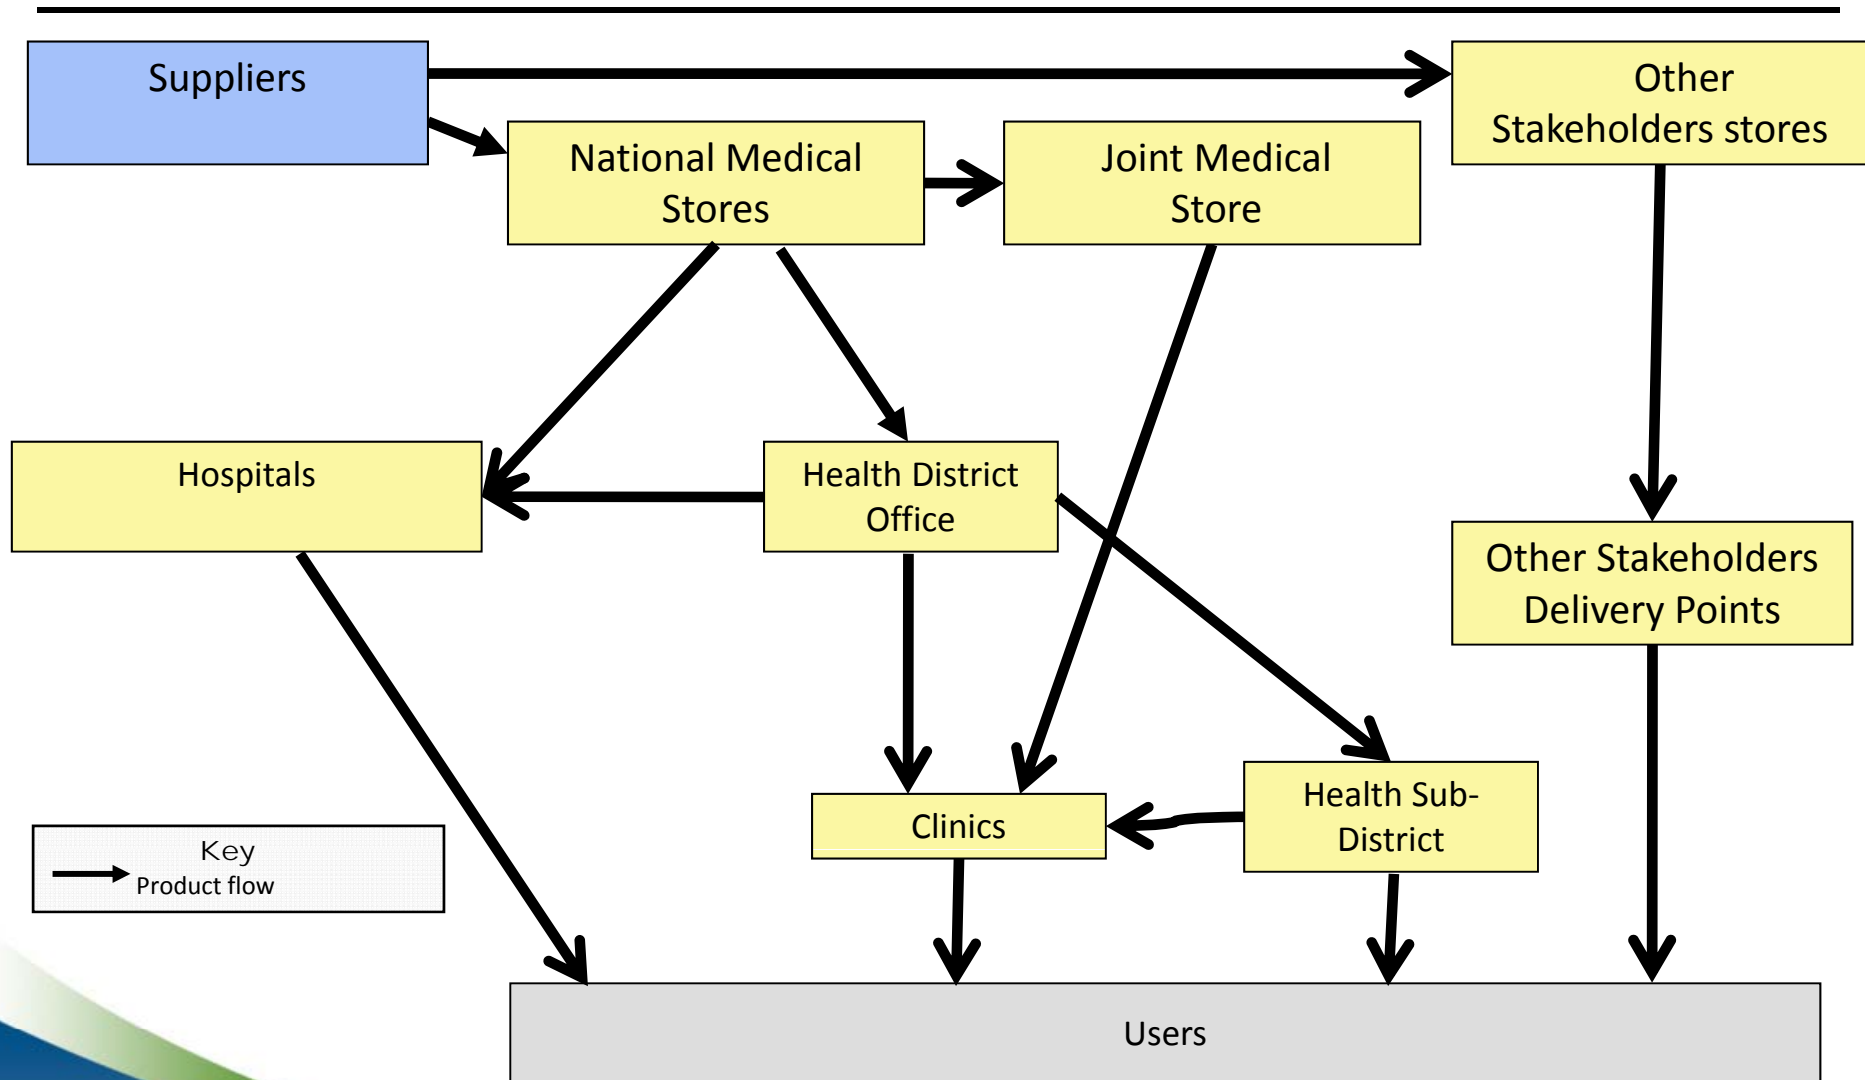 Suppliers
Other
Stakeholders stores
National Medical
Stores
Joint Medical
Store
Hospitals
Health District
Office
Other Stakeholders
Delivery Points
Clinics
Health Sub-
District
Key
Product flow
Users